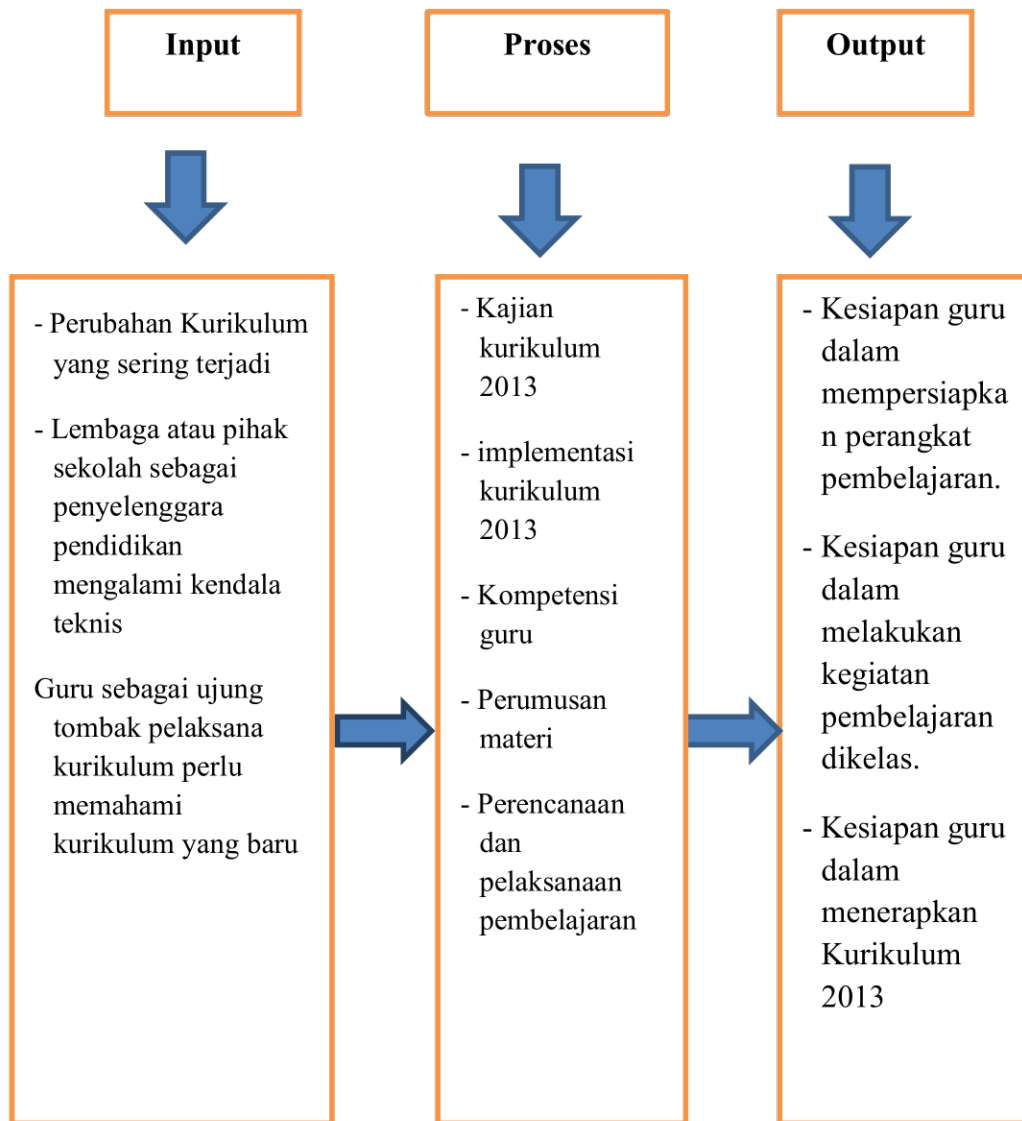 Input
Proses
Output
- Perubahan Kurikulum
yang sering terjadi
- Lembaga atau pihak
sekolah sebagai
penyelenggara
pendidikan
mengalami kendala
teknis
Guru sebagai ujung
tombak pelaksana
kurikulum perlu
memahami
kurikulum yang baru
- Kajian
kurikulum
2013
- implementasi
kurikulum
2013
- Kompetensi
guru
- Perumusan
materi
- Perencanaan
dan
pelaksanaan
pembelajaran
- Kesiapan guru
dalam
mempersiapka
n perangkat
pembelajaran.
- Kesiapan guru
dalam
melakukan
kegiatan
pembelajaran
dikelas.
- Kesiapan guru
dalam
menerapkan
Kurikulum
2013